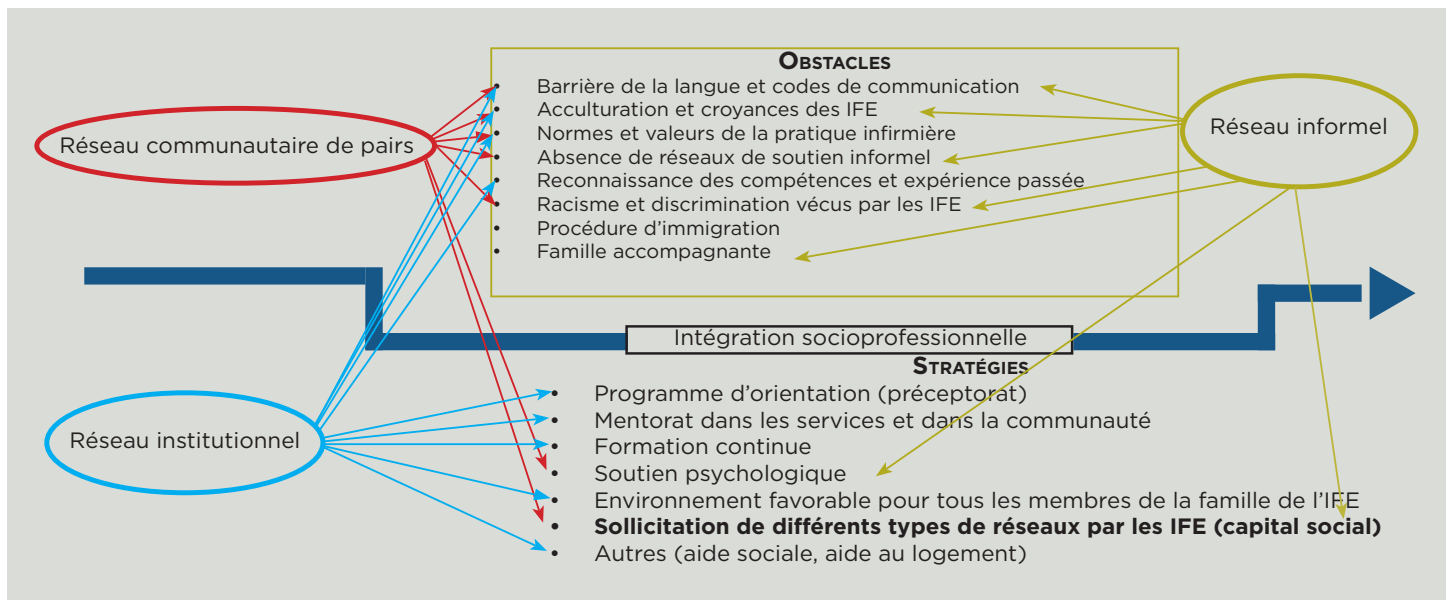 OBSTACLES
• Barrière de la langue et codes de communication
• Acculturation et croyances des IFE
• Normes et valeurs de la pratique infirmière
• Absence de réseaux de soutien informel
• Reconnaissance des compétences et expérience passée
• Racisme et discrimination vécus par les IFE
• Procédure d’immigration
• Famille accompagnante
Réseau communautaire de pairs
Réseau informel
Intégration socioprofessionnelle
STRATÉGIES
• Programme d’orientation (préceptorat)
• Mentorat dans les services et dans la communauté
• Formation continue
• Soutien psychologique
• Environnement favorable pour tous les membres de la famille de l’IFE
• Sollicitation de différents types de réseaux par les IFE (capital social)
• Autres (aide sociale, aide au logement)
Réseau institutionnel